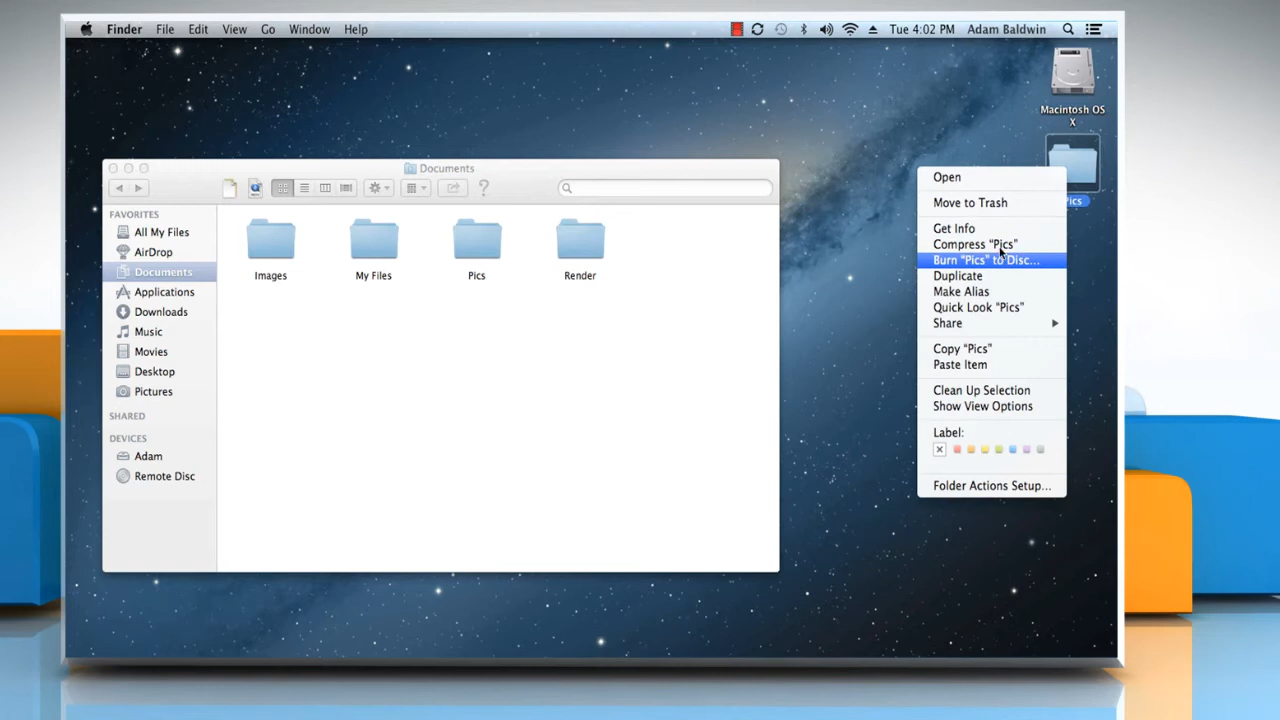 Finder File Edit View Go Window Help Tue 4:02 PM Adam Baldwin
Macintosh OS
X
Pics
Documents
FAVORITES
All My Files
AirDrop
Documents
Applications
Downloads
Music
Movies
Desktop
Pictures
SHARED
DEVICES
Adam
Remote Disc
Images My Files Pics Render
Open
Move to Trash
Get Info
Compress “Pics”
Burn “Pics” to Disc...
Duplicate
Make Alias
Quick Look “Pics”
Share
Copy “Pics”
Paste Item
Clean Up Selection
Show View Options
Label:
Folder Actions Setup...